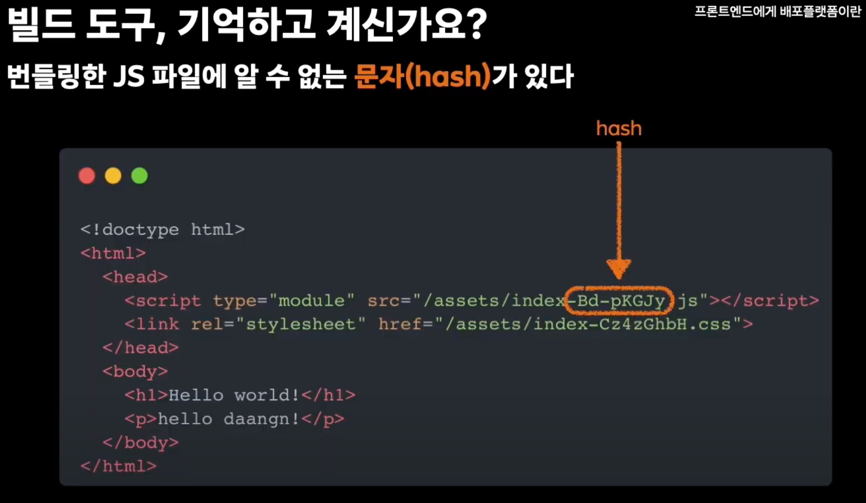 프론트엔드에게 배포플랫폼이란
빌드 도구, 기억하고 계신가요?
번들링한 JS 파일에 알 수 없는 문자(hash)가 있다
hash
<!doctype html>
<html>
<head>
<script type="module" src="/assets/index-Bd-pKGJy.js"></script>
<link rel="stylesheet" href="/assets/index-Cz4zGhbH.css">
</head>
<body>
<h1>Hello world!</h1>
<p>hello daangn!</p>
</body>
</html>